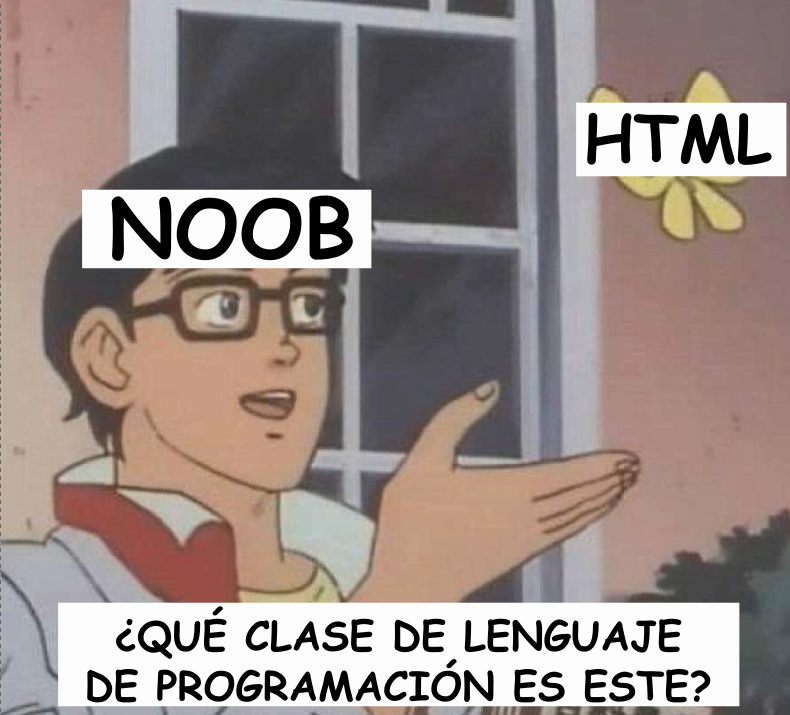 HTML
NOOB
¿QUÉ CLASE DE LENGUAJE
DE PROGRAMACIÓN ES ESTE?